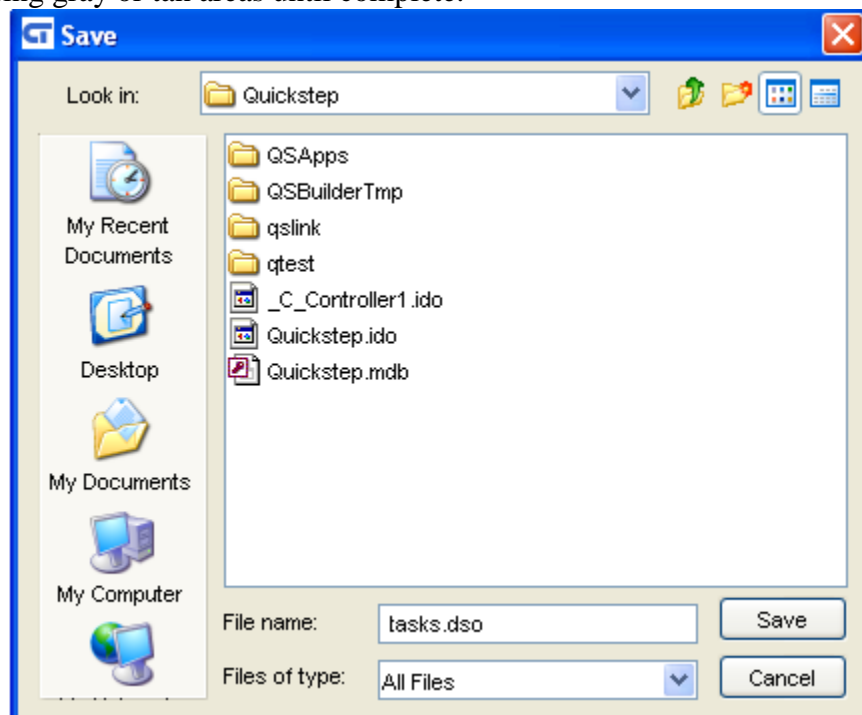 Save
Look in:
Quickstep
My Recent
Documents
Desktop
My Documents
My Computer
QSApps
QSBuilderTmp
qslink
qtest
_C_Controller1.ido
Quickstep.ido
Quickstep.mdb
File name:
tasks.dso
Save
Files of type:
All Files
Cancel